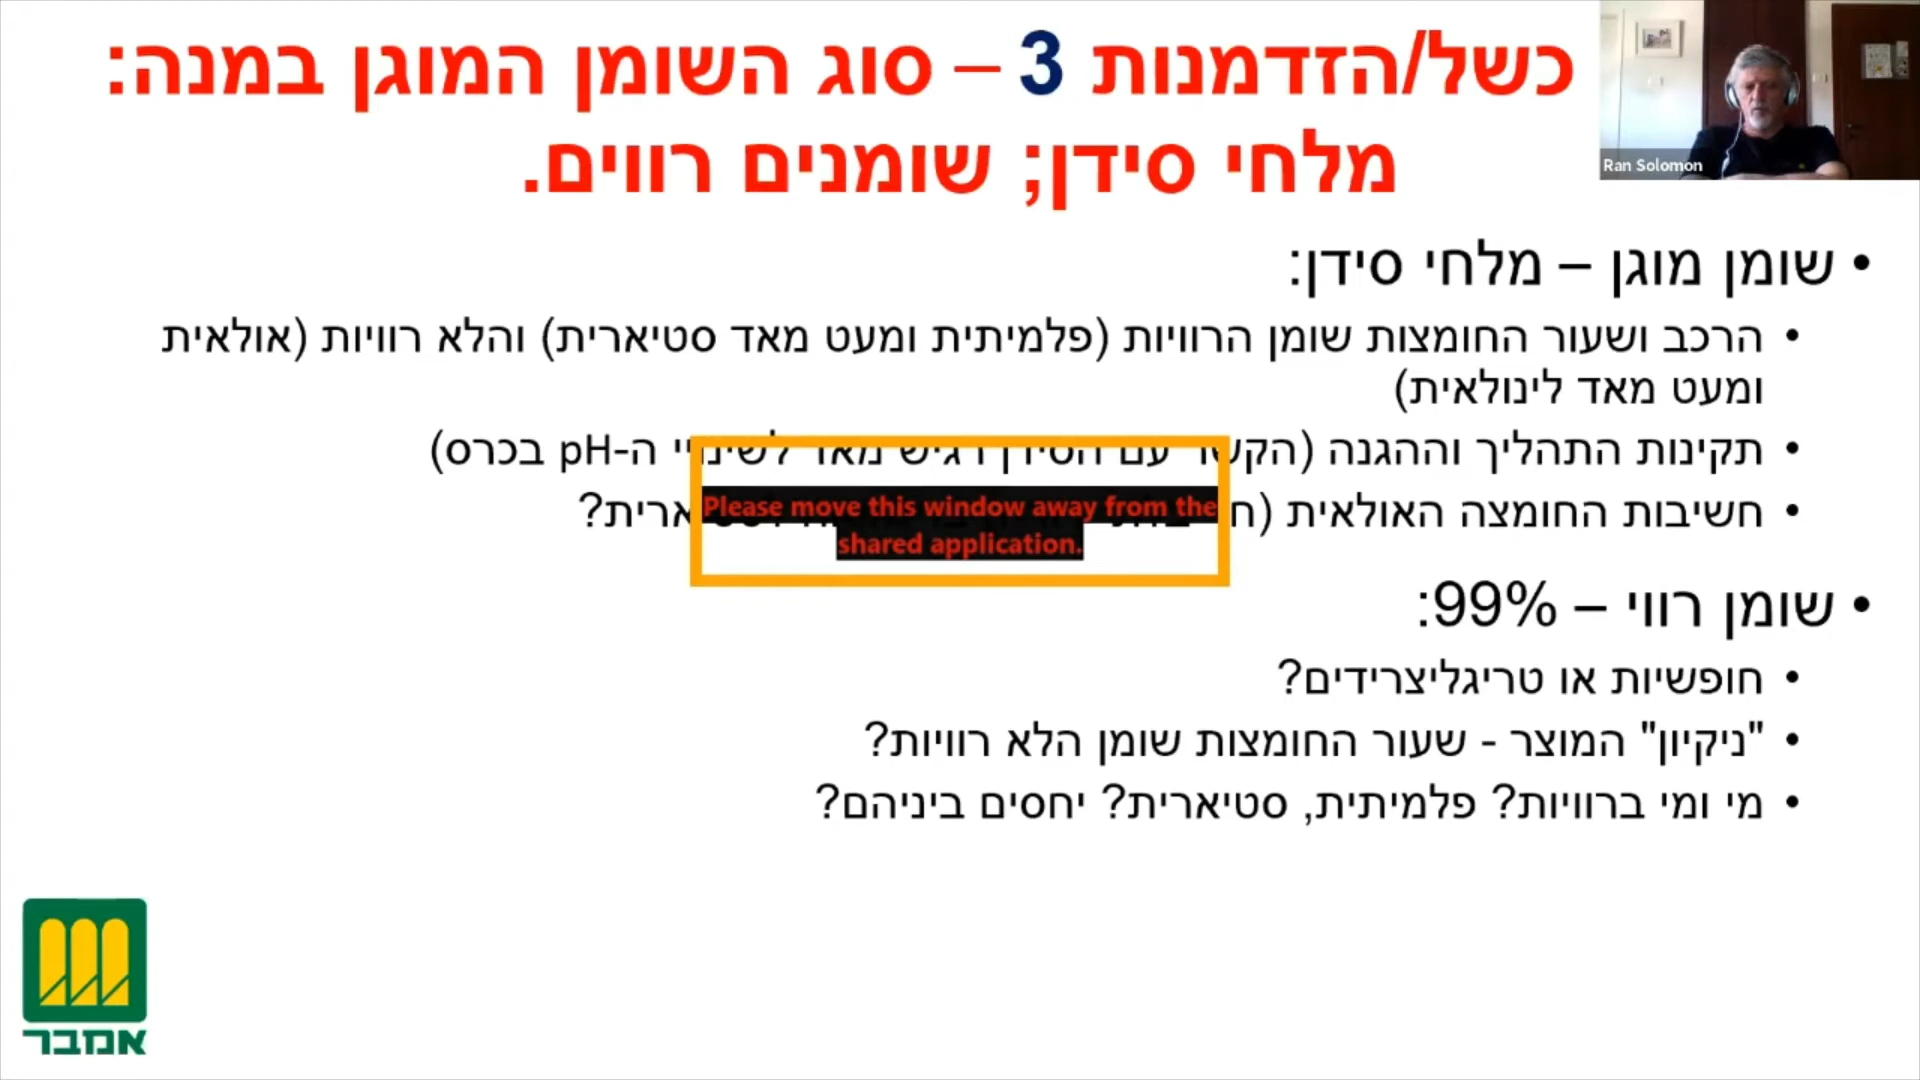 כשל/הזדמנות 3 – סוג השומן המוגן במנה:
מלחי סידן; שומנים רווים.
Ran Solomon
• שומן מוגן – מלחי סידן:
• הרכב ושעור החומצות שומן הרוויות (פלמיתית ומעט מאד סטיארית) והלא רוויות (אולאית
ומעט מאד לינולאית)
• תקינות התהליך וההגנה (הקשר עם הסידן רגיש מאד לשינויי ה-pH בכרס)
• חשיבות החומצה האולאית
Please move this window away from the
shared application.
• שומן רווי – 99%:
• חופשיות או טריגליצרידים?
• "ניקיון" המוצר - שעור החומצות שומן הלא רוויות?
• מי ומי ברוויות? פלמיתית, סטיארית? יחסים ביניהם?
אמבר